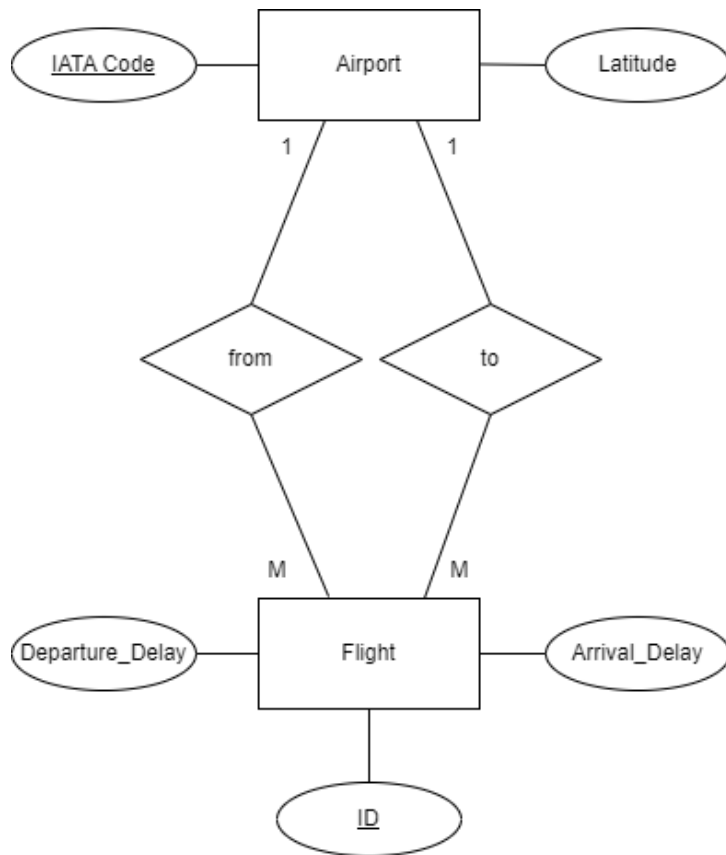 IATA Code
Airport
Latitude
1
1
from
to
M
M
Departure_Delay
Flight
Arrival_Delay
ID